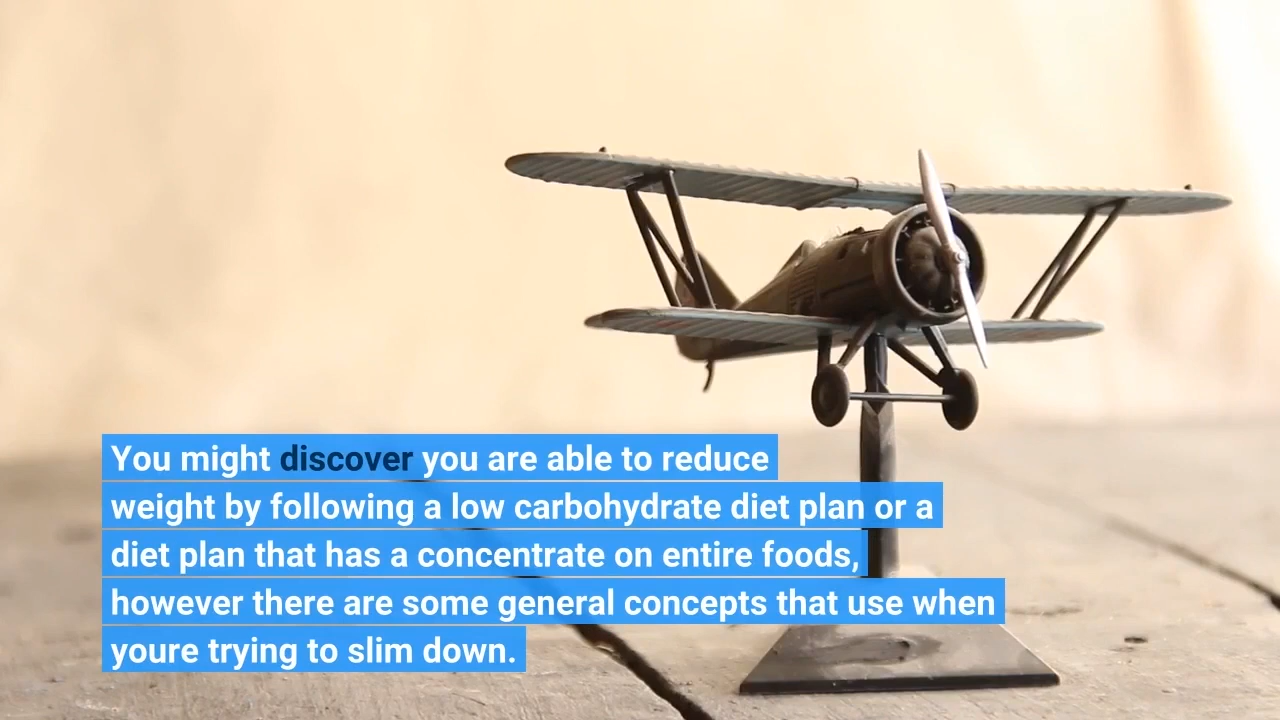 You might discover you are able to reduce
weight by following a low carbohydrate diet plan or a
diet plan that has a concentrate on entire foods,
however there are some general concepts that use when
youre trying to slim down.